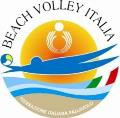 BEACH VOLLEY ITALIA
FEDERAZIONE ITALIANA PALLAVOLO